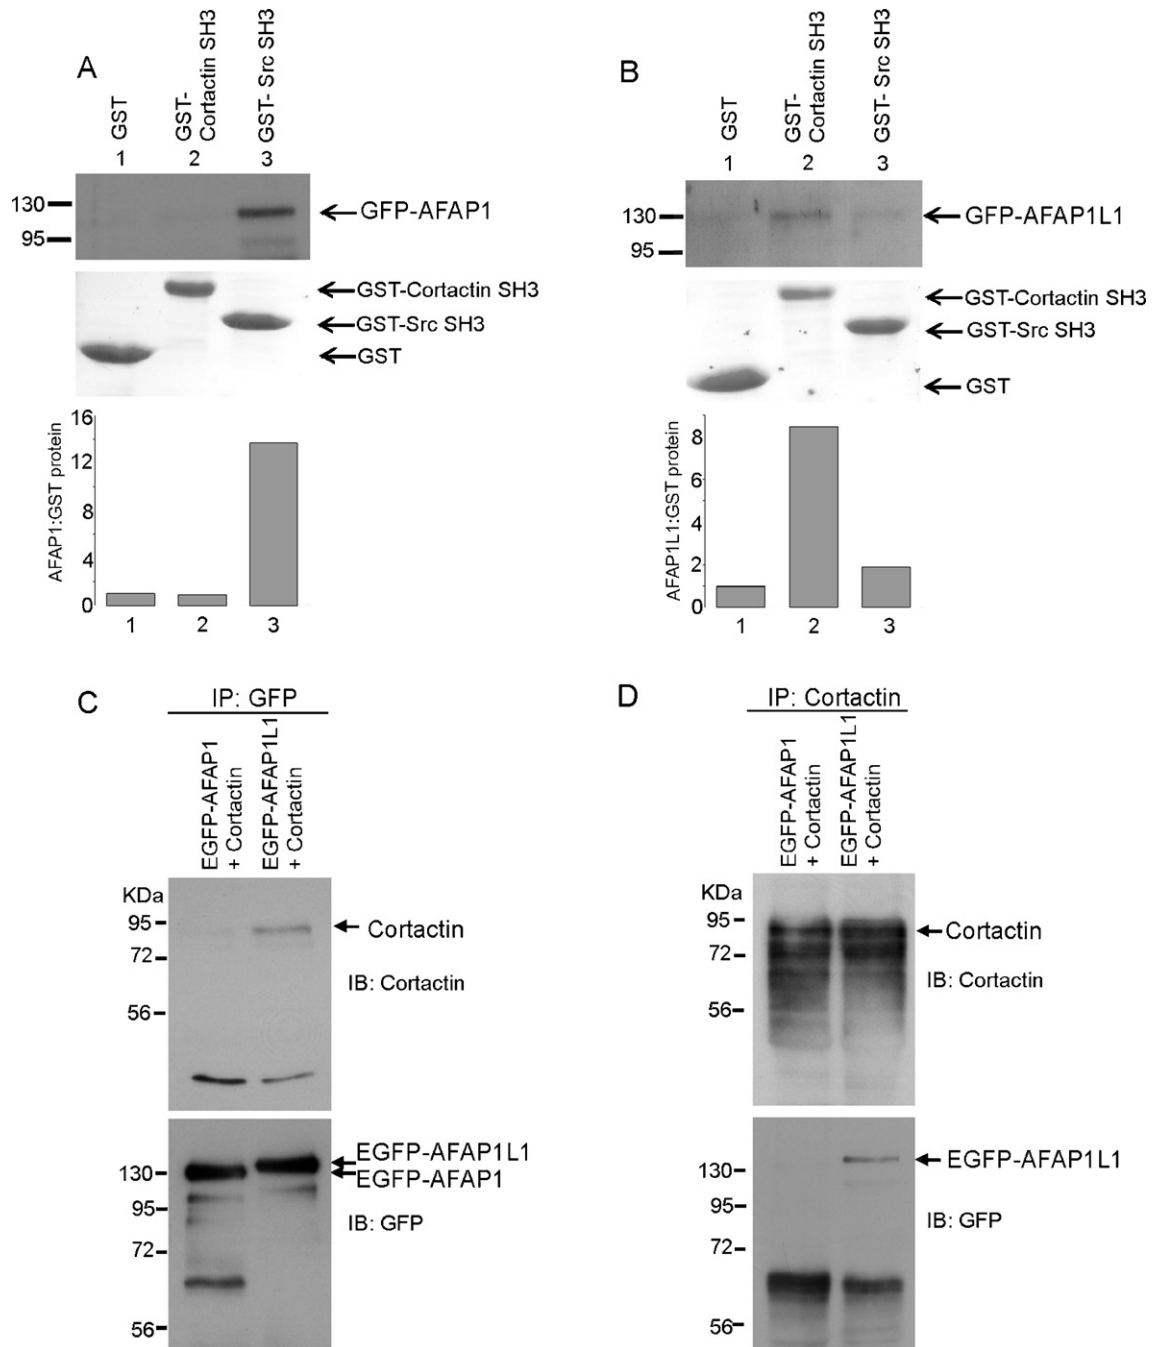 A
GST
GST-
Cortactin SH3
GST- Src SH3
1 2 3
130
95
GFP-AFAP1
GST-Cortactin SH3
GST-Src SH3
GST
AFAP1:GST protein
16
12
8
4
0
1 2 3
B
GST
GST-
Cortactin SH3
GST- Src SH3
1 2 3
130
95
GFP-AFAP1L1
GST-Cortactin SH3
GST-Src SH3
GST
AFAP1L1:GST protein
8
6
4
2
0
1 2 3
C
IP: GFP
EGFP-AFAP1
+ Cortactin
EGFP-AFAP1L1
+ Cortactin
KDa
95
72
56
Cortactin
IB: Cortactin
130
95
72
56
EGFP-AFAP1L1
EGFP-AFAP1
IB: GFP
D
IP: Cortactin
EGFP-AFAP1
+ Cortactin
EGFP-AFAP1L1
+ Cortactin
KDa
95
72
56
Cortactin
IB: Cortactin
130
95
72
56
EGFP-AFAP1L1
IB: GFP